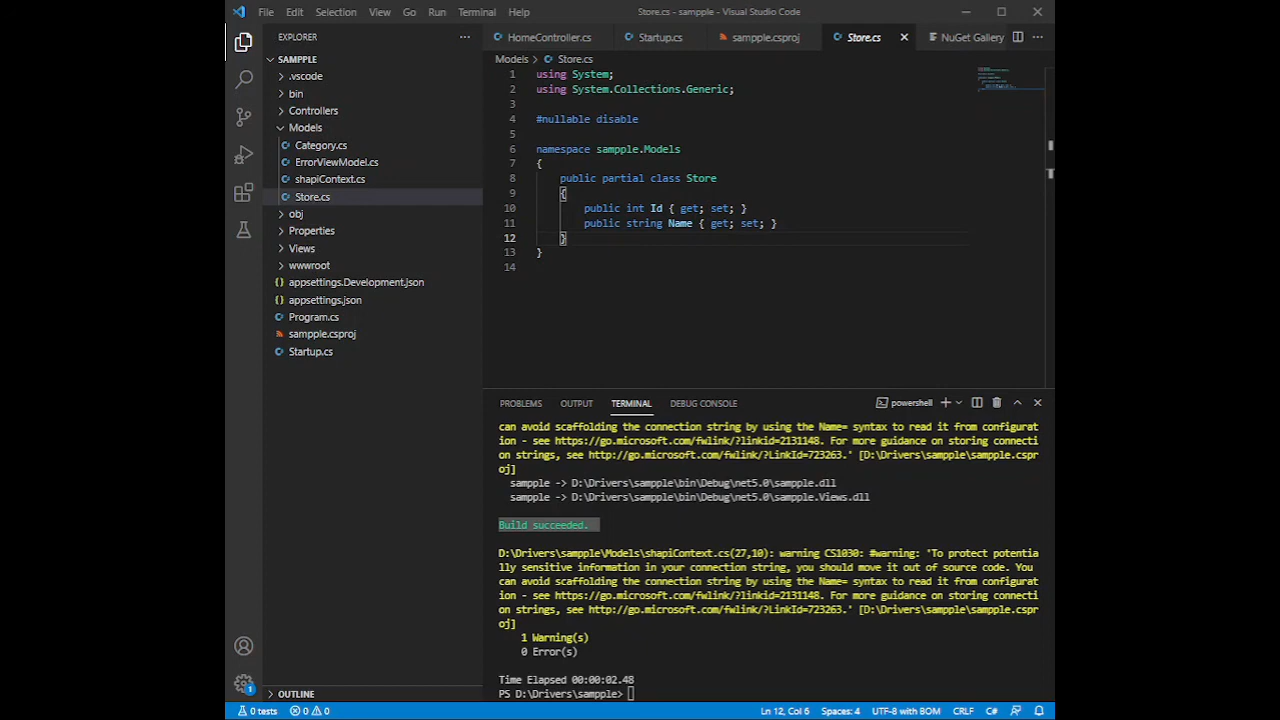 File Edit Selection View Go Run Terminal Help Store.cs - sampple - Visual Studio Code
EXPLORER
SAMPPLE
.vscode
bin
Controllers
Models
Category.cs
ErrorViewModel.cs
shapiContext.cs
Store.cs
obj
Properties
Views
wwwroot
appsettings.Development.json
appsettings.json
Program.cs
sampple.csproj
Startup.cs
OUTLINE
HomeController.cs Startup.cs sampple.csproj Store.cs NuGet Gallery
Models > Store.cs
1 using System;
2 using System.Collections.Generic;
3
4 #nullable disable
5
6 namespace sampple.Models
7 {
8 public partial class Store
9 {
10 public int Id { get; set; }
11 public string Name { get; set; }
12 }
13 }
14
PROBLEMS OUTPUT TERMINAL DEBUG CONSOLE powershell
can avoid scaffolding the connection string by using the Name= syntax to read it from configurat
ion - see https://go.microsoft.com/fwlink/?linkid=2131148. For more guidance on storing connecti
on strings, see http://go.microsoft.com/fwlink/?LinkId=723263.' [D:\Drivers\sampple\sampple.cspr
oj]
sampple -> D:\Drivers\sampple\bin\Debug\net5.0\sampple.dll
sampple -> D:\Drivers\sampple\bin\Debug\net5.0\sampple.Views.dll
Build succeeded.
D:\Drivers\sampple\Models\shapiContext.cs(27,10): warning CS1030: #warning: 'To protect potentia
lly sensitive information in your connection string, you should move it out of source code. You
can avoid scaffolding the connection string by using the Name= syntax to read it from configurat
ion - see https://go.microsoft.com/fwlink/?linkid=2131148. For more guidance on storing connecti
on strings, see http://go.microsoft.com/fwlink/?LinkId=723263.' [D:\Drivers\sampple\sampple.cspr
oj]
1 Warning(s)
0 Error(s)
Time Elapsed 00:00:02.48
PS D:\Drivers\sampple>
1
0 tests 0 0 Ln 12, Col 6 Spaces: 4 UTF-8 with BOM CRLF C#